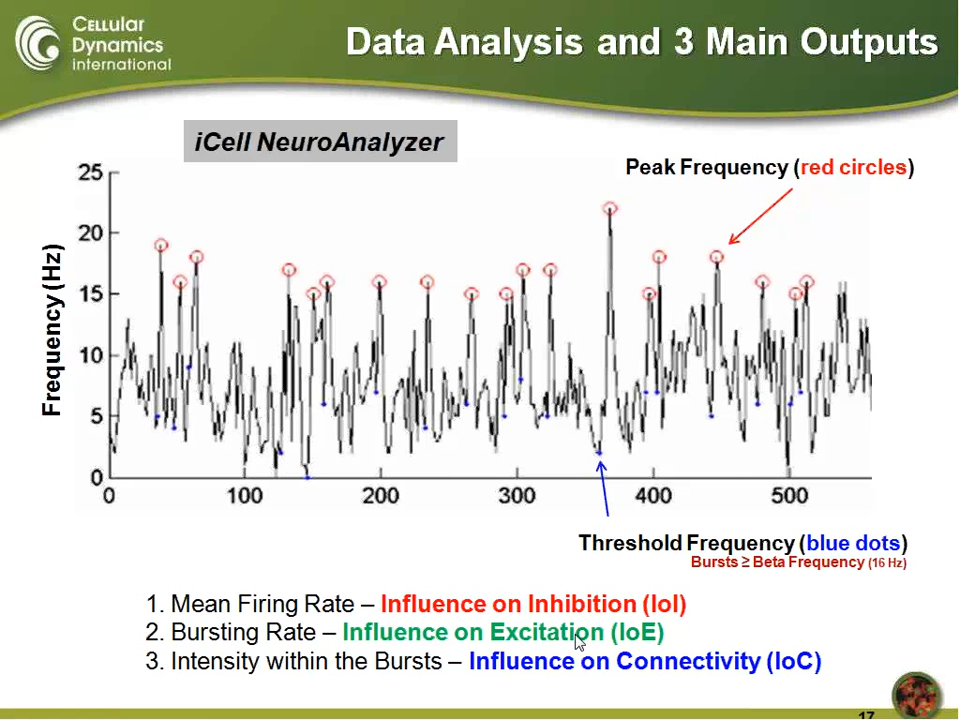 CELLULAR
DYNAMICS
international
Data Analysis and 3 Main Outputs
iCell NeuroAnalyzer
Peak Frequency (red circles)
25
20
15
10
5
0
Frequency (Hz)
0 100 200 300 400 500
Threshold Frequency (blue dots)
Bursts ≥ Beta Frequency (16 Hz)
1. Mean Firing Rate – Influence on Inhibition (IoI)
2. Bursting Rate – Influence on Excitation (IoE)
3. Intensity within the Bursts – Influence on Connectivity (IoC)
17